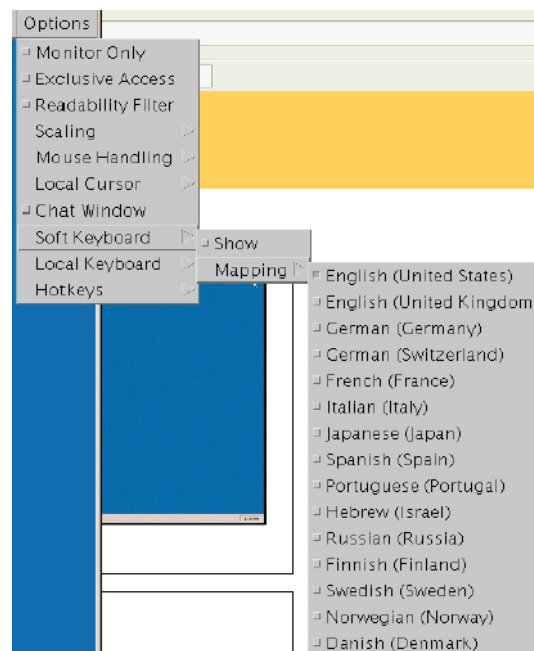 Options
Monitor Only
Exclusive Access
Readability Filter
Scaling
Mouse Handling
Local Cursor
Chat Window
Soft Keyboard
Local Keyboard
Hotkeys
Show
Mapping
English (United States)
English (United Kingdom
German (Germany)
German (Switzerland)
French (France)
Italian (Italy)
Japanese (Japan)
Spanish (Spain)
Portuguese (Portugal)
Hebrew (Israel)
Russian (Russia)
Finnish (Finland)
Swedish (Sweden)
Norwegian (Norway)
Danish (Denmark)